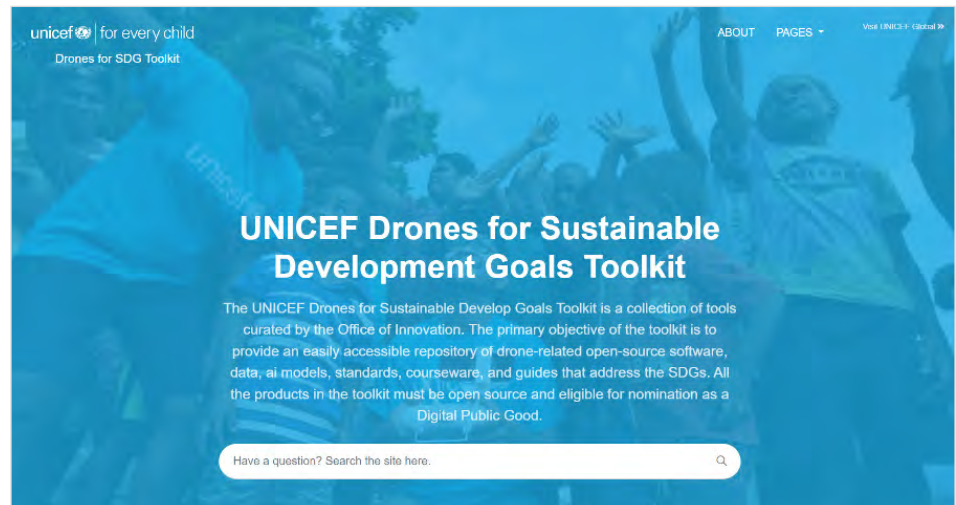 unicef for every child
Drones for SDG Toolkit
ABOUT PAGES
Visit UNICEF Global »
unicef
UNICEF Drones for Sustainable
Development Goals Toolkit
The UNICEF Drones for Sustainable Develop Goals Toolkit is a collection of tools
curated by the Office of Innovation. The primary objective of the toolkit is to
provide an easily accessible repository of drone-related open-source software,
data, ai models, standards, courseware, and guides that address the SDGs. All
the products in the toolkit must be open source and eligible for nomination as a
Digital Public Good.
Have a question? Search the site here.